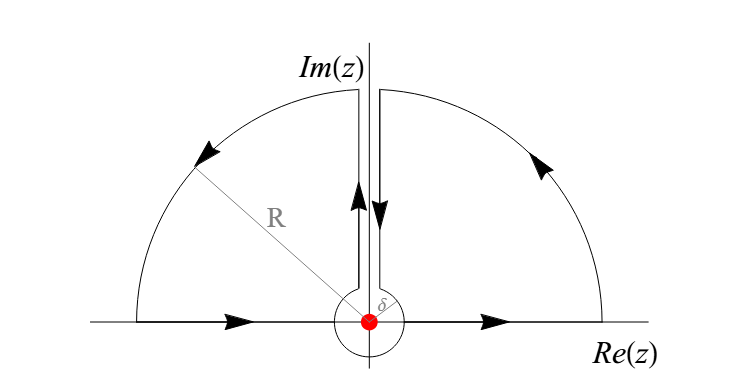 Im(z)
R
δ
Re(z)